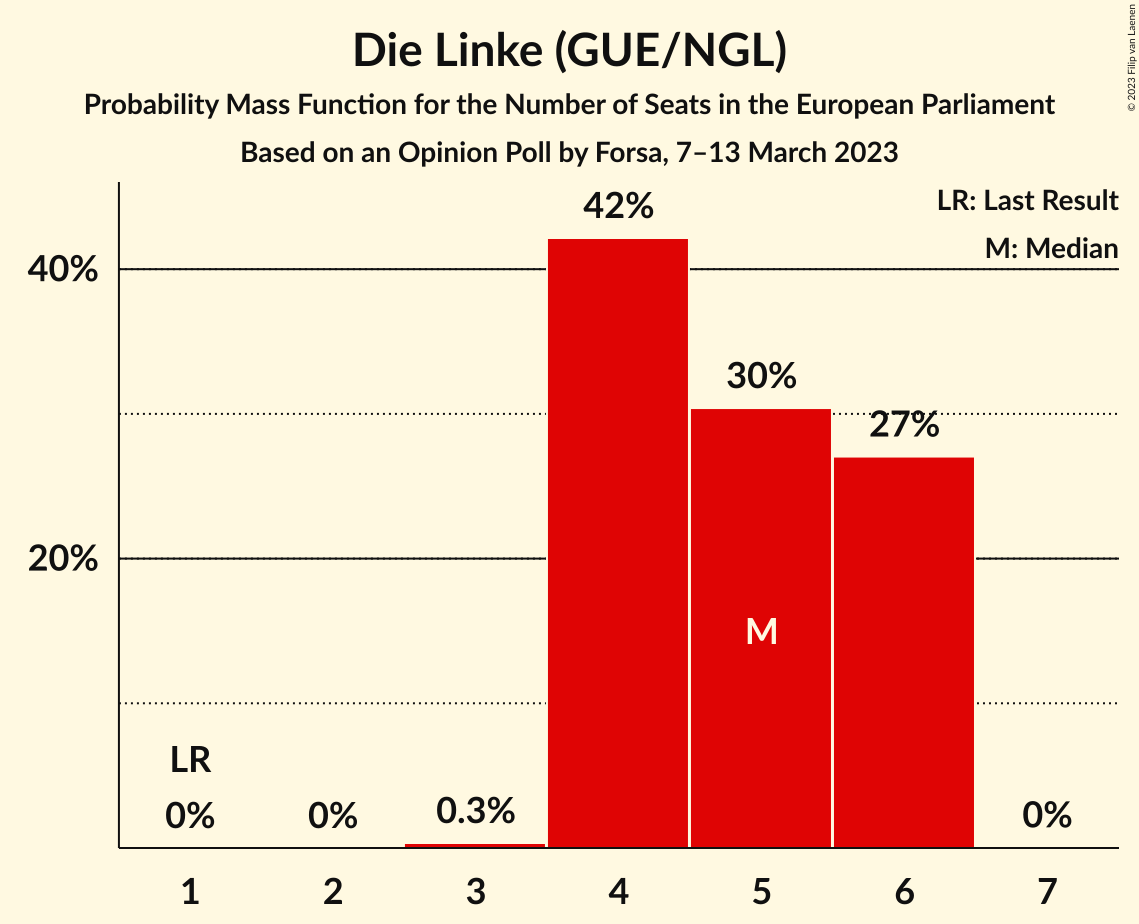 © 2023 Filip van Laenen
Die Linke (GUE/NGL)
Probability Mass Function for the Number of Seats in the European Parliament
Based on an Opinion Poll by Forsa, 7–13 March 2023
LR: Last Result
M: Median
42%
40%
30%
27%
20%
M
LR
0%
0%
0.3%
0%
1 2 3 4 5 6 7